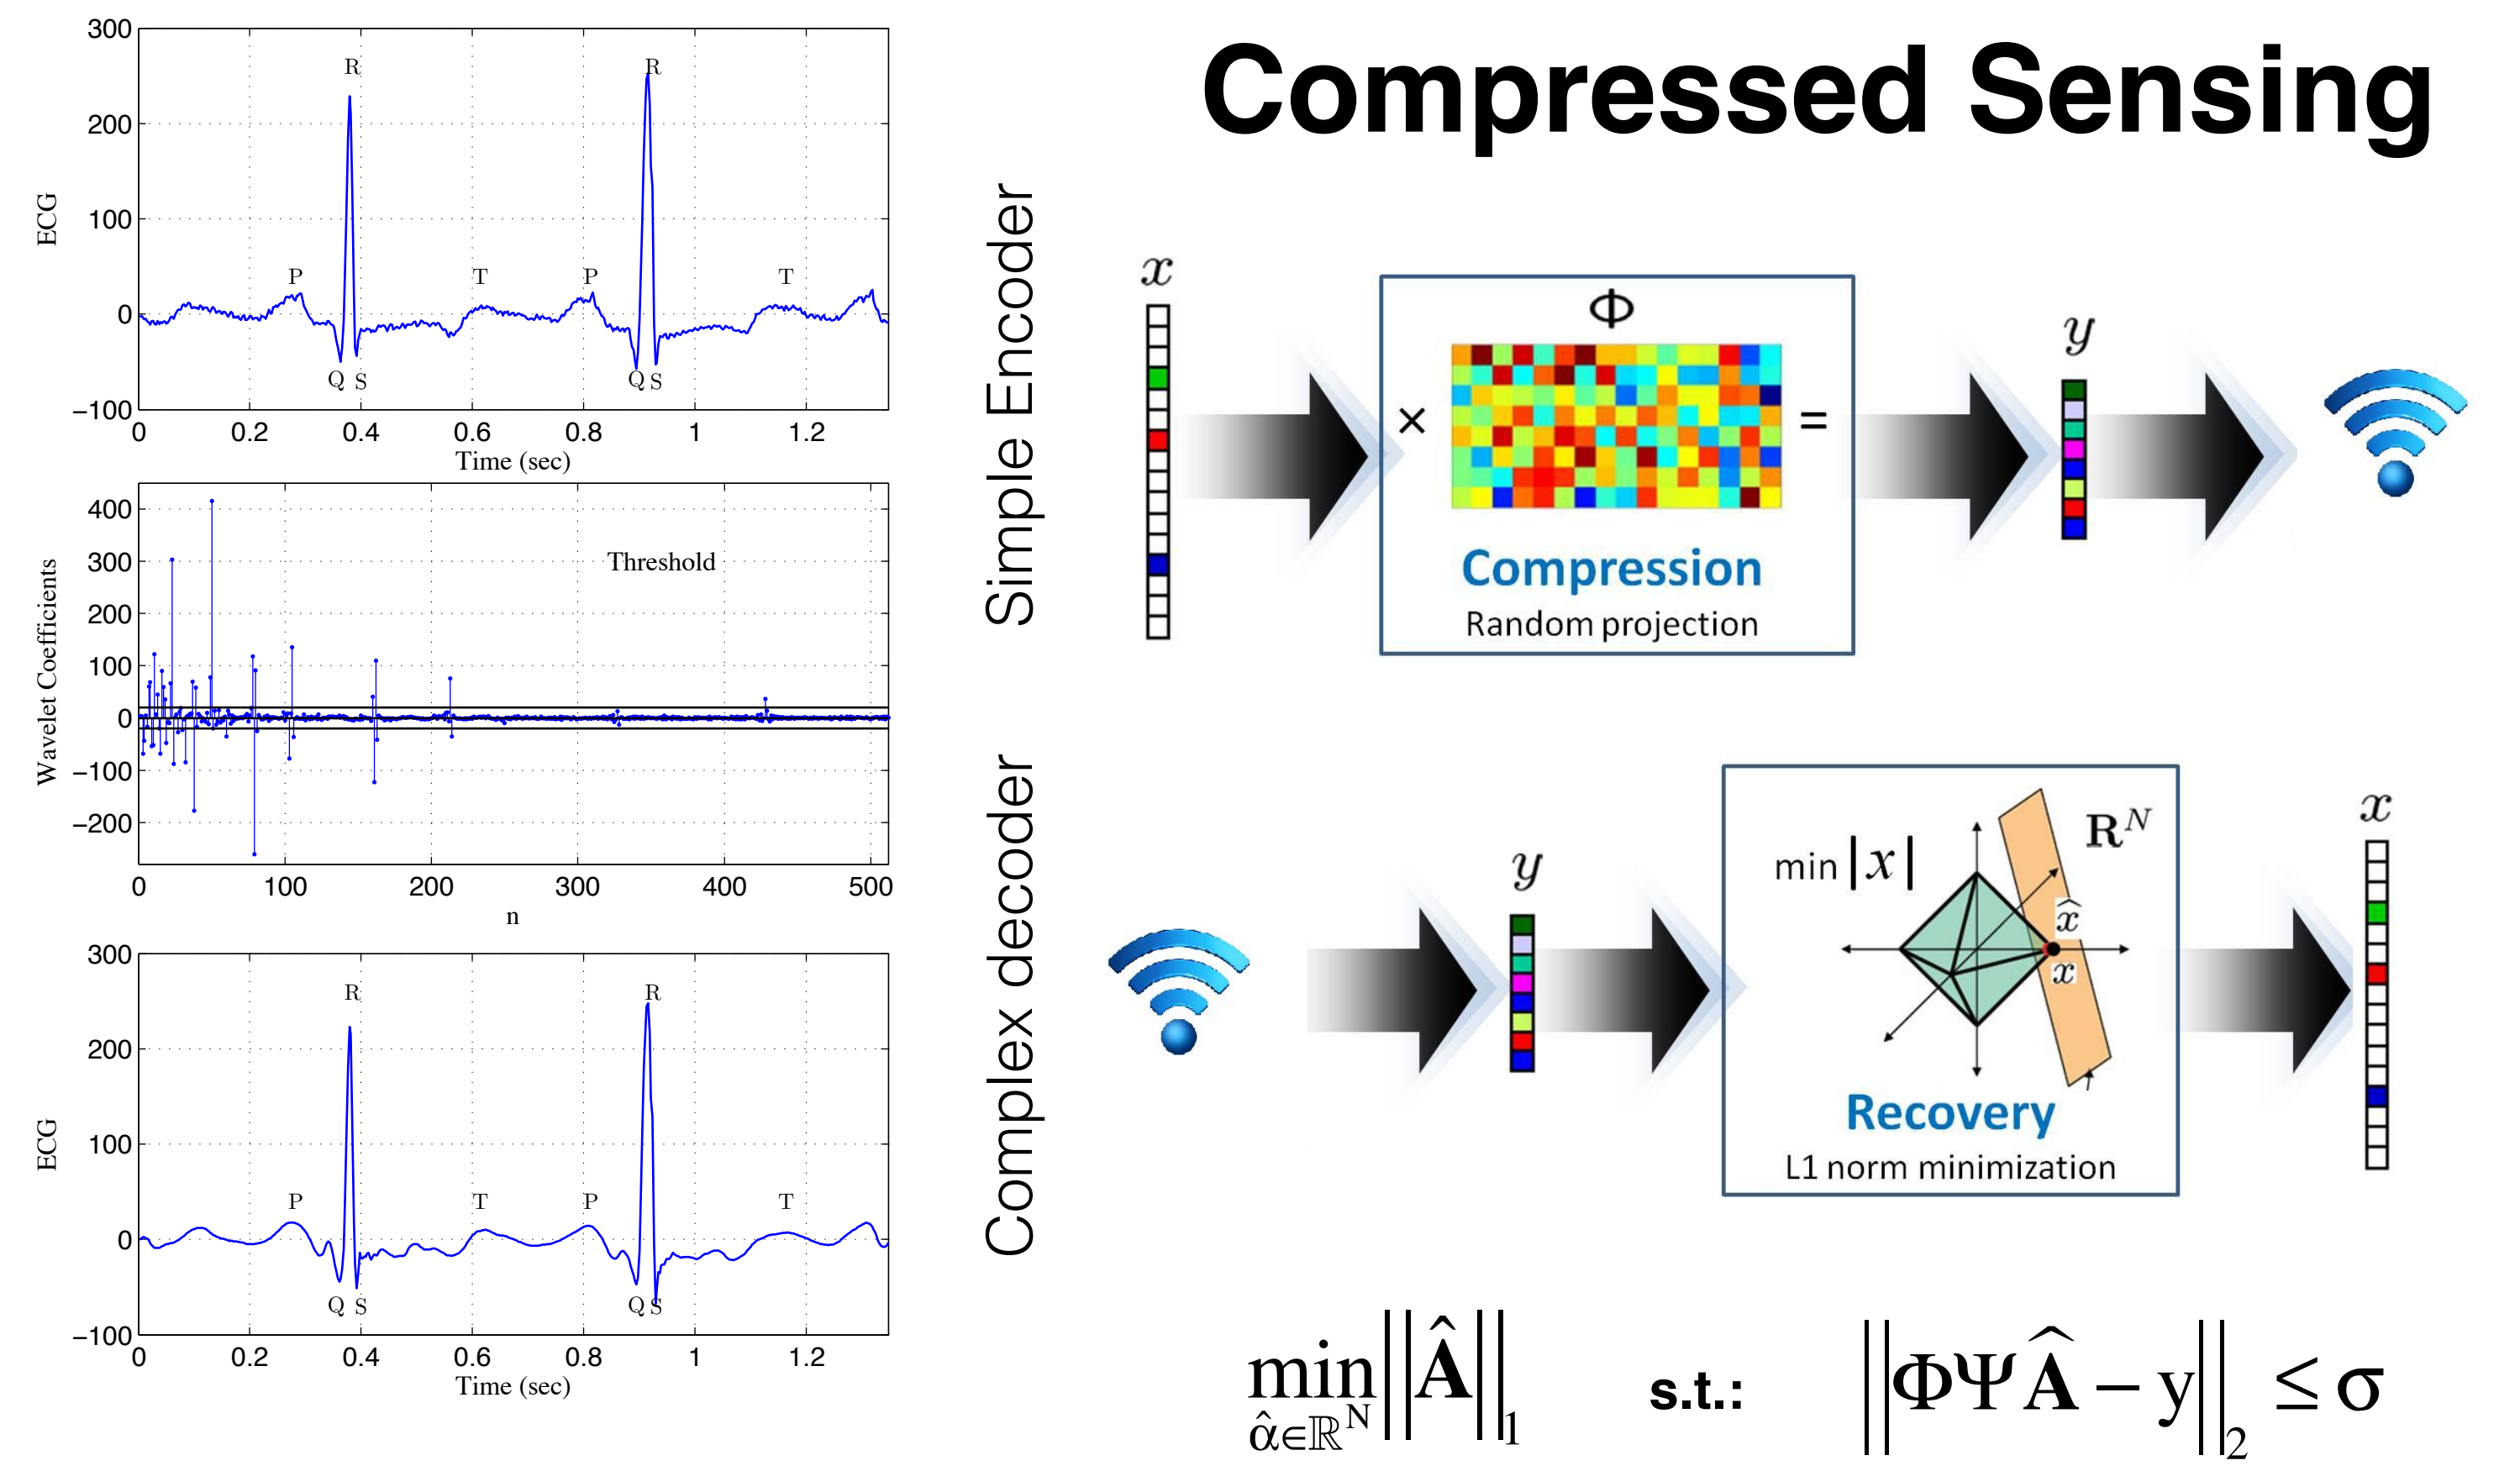 Compressed Sensing
300
200
100
0
−100
ECG
R
R
P
T
P
T
Q S
Q S
0 0.2 0.4 0.6 0.8 1 1.2
Time (sec)
400
300
200
100
0
−100
−200
Wavelet Coefficients
Threshold
0 100 200 300 400 500
n
300
200
100
0
−100
ECG
R
R
P
T
P
T
Q S
Q S
0 0.2 0.4 0.6 0.8 1 1.2
Time (sec)
Simple Encoder
x
Φ
×
=
Compression
Random projection
y
Complex decoder
y
min |x|
R^N
x̂
x
Recovery
L1 norm minimization
x
min ||Â||₁ s.t.: ||ΦΨÂ − y||₂ ≤ σ
α̂∈ℝ^N